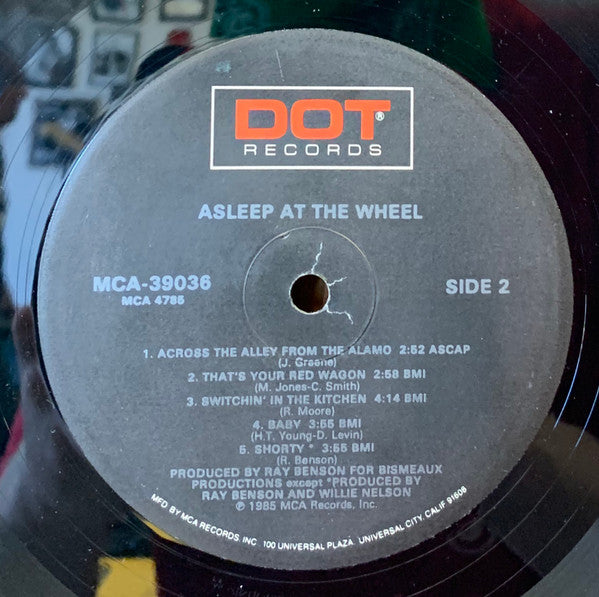 DOT®
RECORDS
ASLEEP AT THE WHEEL
MCA-39036
MCA 4785
SIDE 2
1. ACROSS THE ALLEY FROM THE ALAMO 2:52 ASCAP
(J. Greene)
2. THAT'S YOUR RED WAGON 2:58 BMI
(M. Jones-C. Smith)
3. SWITCHIN' IN THE KITCHEN 4:14 BMI
(R. Moore)
4. BABY 3:55 BMI
(H.T. Young-D. Levin)
5. SHORTY * 3:55 BMI
(R. Benson)
PRODUCED BY RAY BENSON FOR BISMEAUX
PRODUCTIONS except *PRODUCED BY
RAY BENSON AND WILLIE NELSON
℗ 1985 MCA Records, Inc.
MFD BY MCA RECORDS, INC. 100 UNIVERSAL PLAZA, UNIVERSAL CITY, CALIF 91608